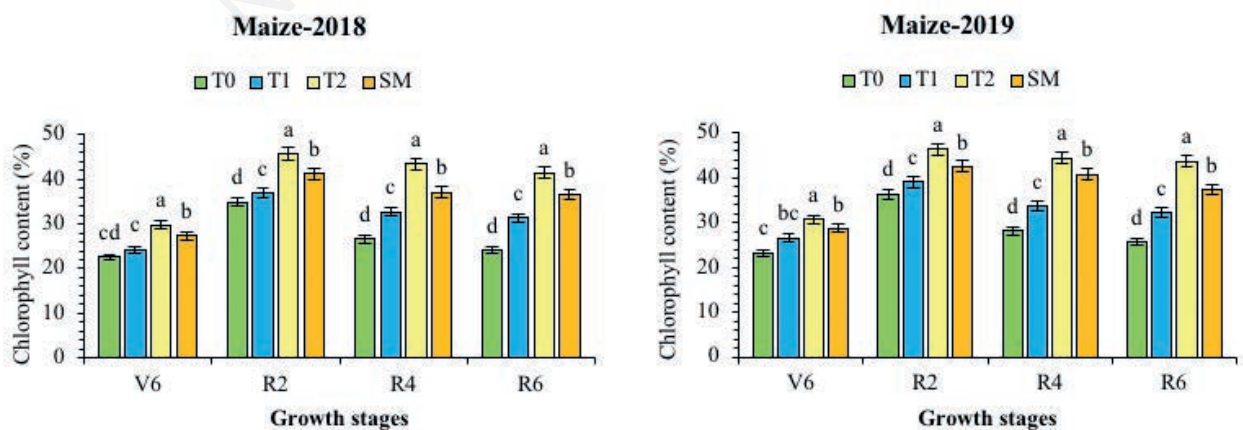 Maize-2018
T0 T1 T2 SM
Chlorophyll content (%)
50
40
30
20
10
0
cd c a b
d c a b
d c a b
d c a b
V6 R2 R4 R6
Growth stages
Maize-2019
T0 T1 T2 SM
Chlorophyll content (%)
50
40
30
20
10
0
c bc a b
d c a b
d c a b
d c a b
V6 R2 R4 R6
Growth stages